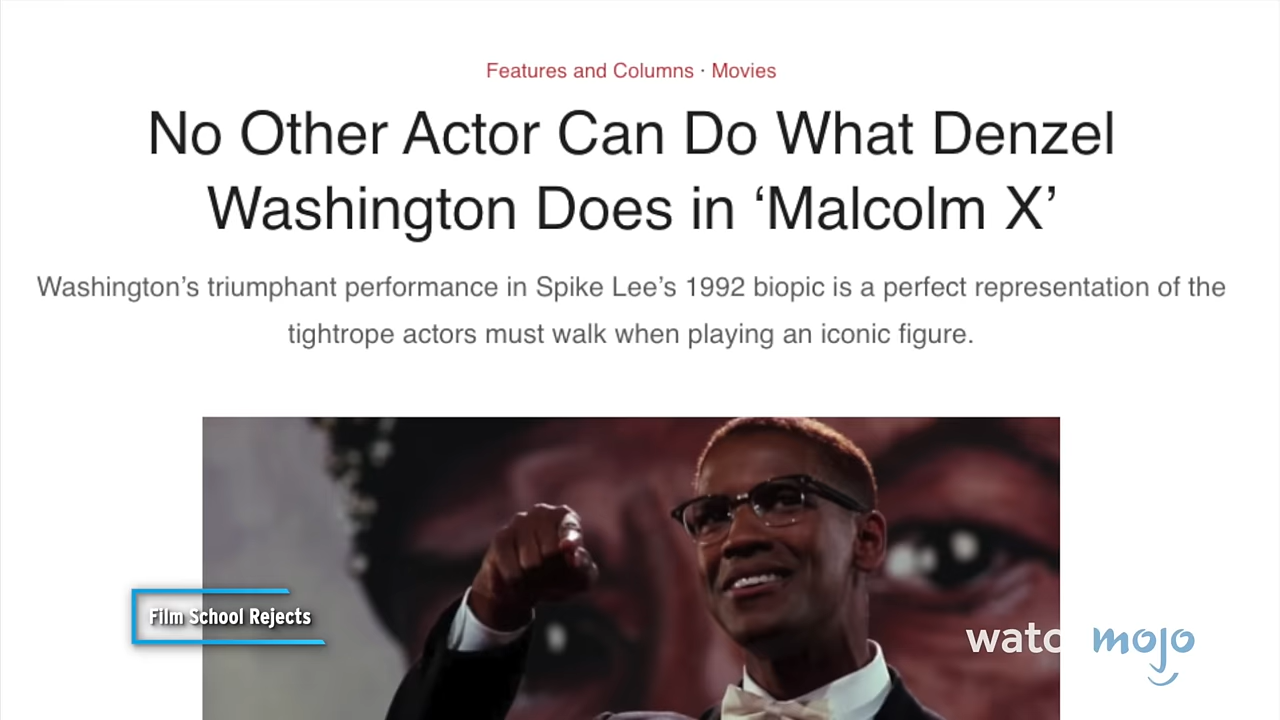 Features and Columns · Movies
No Other Actor Can Do What Denzel
Washington Does in ‘Malcolm X’
Washington’s triumphant performance in Spike Lee’s 1992 biopic is a perfect representation of the
tightrope actors must walk when playing an iconic figure.
Film School Rejects
watc mojo